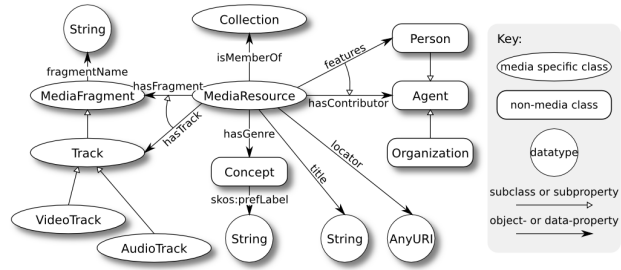 String
Collection
Person
Key:
isMemberOf
features
fragmentName
media specific class
hasFragment
MediaFragment
MediaResource
hasContributor
Agent
non-media class
hasTrack
hasGenre
locator
Track
Organization
datatype
Concept
title
skos:prefLabel
subclass or subproperty
VideoTrack
object- or data-property
AudioTrack
String
String
AnyURI